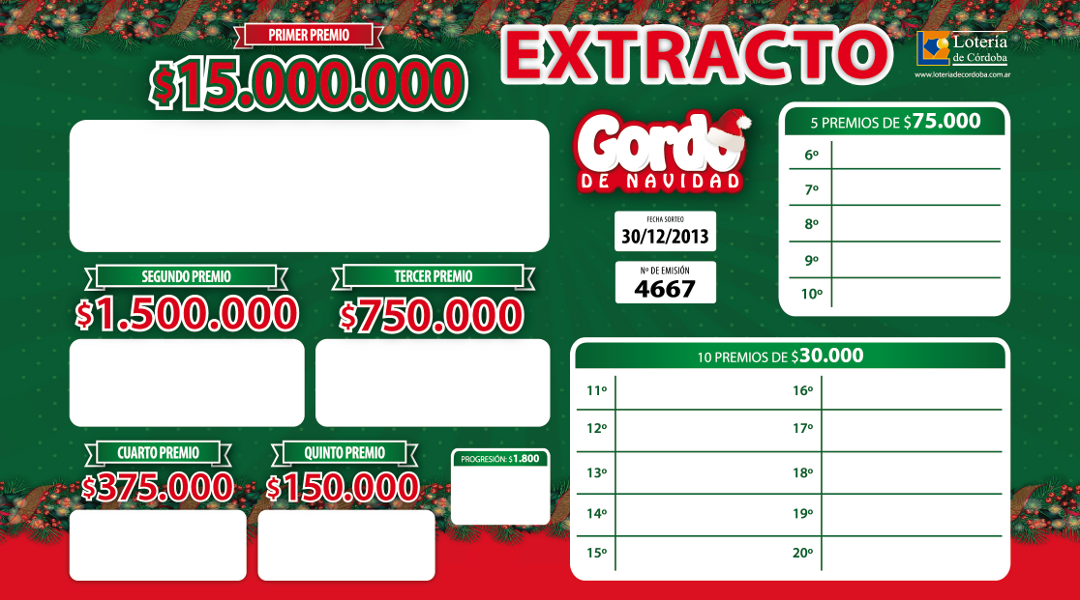 PRIMER PREMIO
$15.000.000
EXTRACTO
Lotería
de Córdoba
www.loteriadecordoba.com.ar
Gordo
DE NAVIDAD
FECHA SORTEO
30/12/2013
Nº DE EMISIÓN
4667
5 PREMIOS DE $75.000
6º
7º
8º
9º
10º
SEGUNDO PREMIO
$1.500.000
TERCER PREMIO
$750.000
CUARTO PREMIO
$375.000
QUINTO PREMIO
$150.000
PROGRESIÓN: $1.800
10 PREMIOS DE $30.000
11º 16º
12º 17º
13º 18º
14º 19º
15º 20º